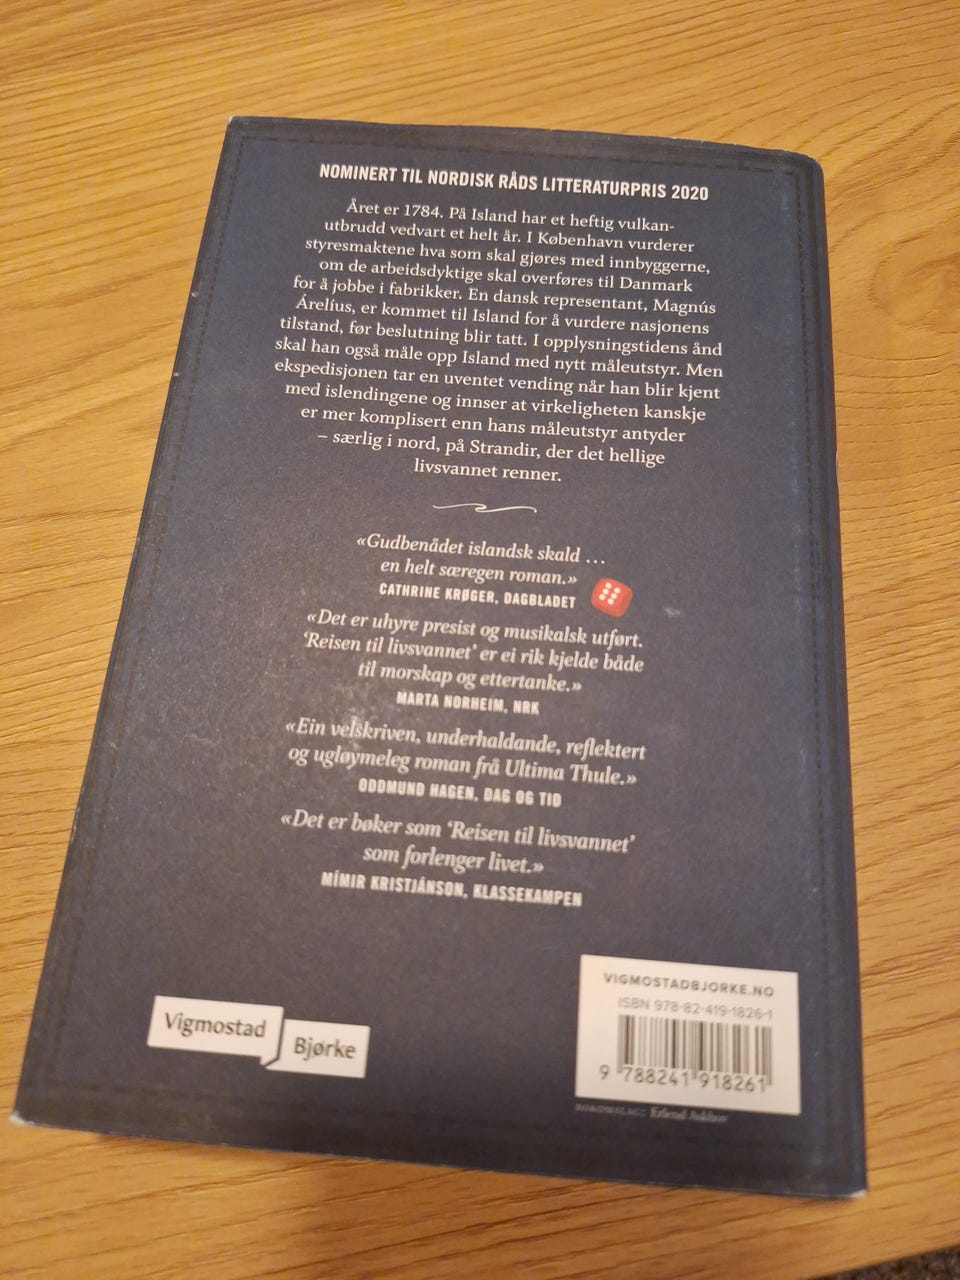 NOMINERT TIL NORDISK RÅDS LITTERATURPRIS 2020
Året er 1784. På Island har et heftig vulkan-
utbrudd vedvart et helt år. I København vurderer
styresmaktene hva som skal gjøres med innbyggerne,
om de arbeidsdyktige skal overføres til Danmark
for å jobbe i fabrikker. En dansk representant, Magnús
Árelíus, er kommet til Island for å vurdere nasjonens
tilstand, før beslutning blir tatt. I opplysningstidens ånd
skal han også måle opp Island med nytt måleutstyr. Men
ekspedisjonen tar en uventet vending når han blir kjent
med islendingene og innser at virkeligheten kanskje
er mer komplisert enn hans måleutstyr antyder
– særlig i nord, på Strandir, der det hellige
livsvannet renner.
«Gudbenådet islandsk skald ...
en helt særegen roman.»
CATHRINE KRØGER, DAGBLADET
«Det er uhyre presist og musikalsk utført.
‘Reisen til livsvannet’ er ei rik kjelde både
til morskap og ettertanke.»
MARTA NORHEIM, NRK
«Ein velskriven, underhaldande, reflektert
og ugløymeleg roman frå Ultima Thule.»
ODDMUND HAGEN, DAG OG TID
«Det er bøker som ‘Reisen til livsvannet’
som forlenger livet.»
MÍMIR KRISTJÁNSON, KLASSEKAMPEN
Vigmostad
Bjørke
VIGMOSTADBJORKE.NO
ISBN 978-82-419-1826-1
9 788241 918261
BOKOMSLAG: Erlend Askhov